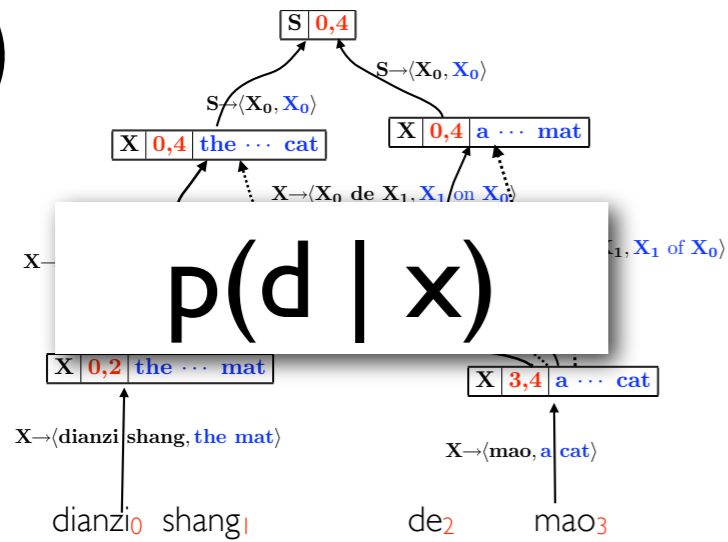 S 0,4
S→⟨X₀, X₀⟩
S→⟨X₀, X₀⟩
X 0,4 a ··· mat
X 0,4 the ··· cat
X→⟨X₀ de X₁, X₁ on X₀⟩
X→
X₁, X₁ of X₀⟩
p(d | x)
X 0,2 the ··· mat
X 3,4 a ··· cat
X→⟨dianzi shang, the mat⟩
X→⟨mao, a cat⟩
dianzi₀ shang₁ de₂ mao₃